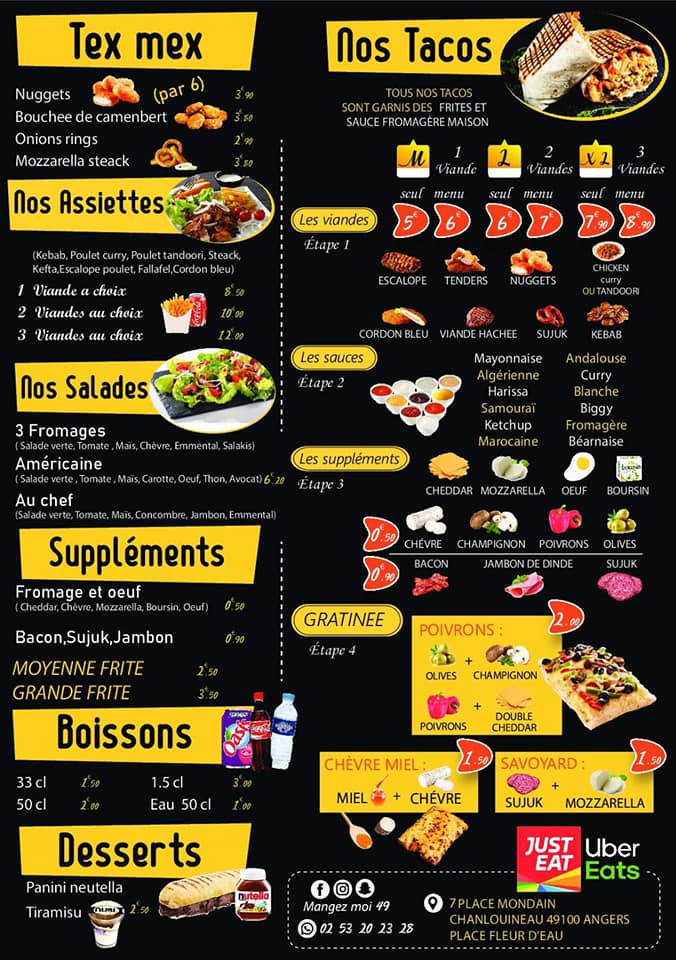 Tex mex
Nuggets (par 6) 3€90
Bouchee de camenbert 3€80
Onions rings 2€90
Mozzarella steack 3€80
Nos Assiettes
(Kebab, Poulet curry, Poulet tandoori, Steack,
Kefta,Escalope poulet, Fallafel,Cordon bleu)
1 Viande a choix 8€50
2 Viandes au choix 10€00
3 Viandes au choix 12€00
Nos Salades
3 Fromages
( Salade verte, Tomate , Maïs, Chèvre, Emmental, Salakis)
Américaine
( Salade verte , Tomate , Maïs, Carotte, Oeuf, Thon, Avocat) 6€20
Au chef
(Salade verte, Tomate, Maïs, Concombre, Jambon, Emmental)
Suppléments
Fromage et oeuf
( Cheddar, Chèvre, Mozzarella, Boursin, Oeuf ) 0€50
Bacon,Sujuk,Jambon 0€90
MOYENNE FRITE 2€50
GRANDE FRITE 3€50
Boissons
Oasis
Coca-Cola
33 cl 1€50 1.5 cl 3€00
50 cl 2€00 Eau 50 cl 1€00
Desserts
Panini neutella
Tiramisu 2€50
nutella
Nos Tacos
TOUS NOS TACOS
SONT GARNIS DES FRITES ET
SAUCE FROMAGÈRE MAISON
M 1 Viande L 2 Viandes XL 3 Viandes
seul menu seul menu seul menu
Les viandes 5€ 6€ 6€ 7€ 7€90 8€90
Étape 1
ESCALOPE TENDERS NUGGETS CHICKEN
curry
OU TANDOORI
CORDON BLEU VIANDE HACHEE SUJUK KEBAB
Les sauces
Étape 2
Mayonnaise Andalouse
Algérienne Curry
Harissa Blanche
Samouraï Biggy
Ketchup Fromagère
Marocaine Béarnaise
Les suppléments
Étape 3
CHEDDAR MOZZARELLA OEUF BOURSIN
0€50 CHÉVRE CHAMPIGNON POIVRONS OLIVES
0€90 BACON JAMBON DE DINDE SUJUK
GRATINEE
Étape 4
POIVRONS : 2€00
OLIVES + CHAMPIGNON
POIVRONS + DOUBLE
CHEDDAR
CHÈVRE MIEL : 1€50
MIEL + CHÉVRE
SAVOYARD : 1€50
SUJUK + MOZZARELLA
JUST
EAT
Uber
Eats
Mangez moi 49
02 53 20 23 28
7 PLACE MONDAIN
CHANLOUINEAU 49100 ANGERS
PLACE FLEUR D'EAU